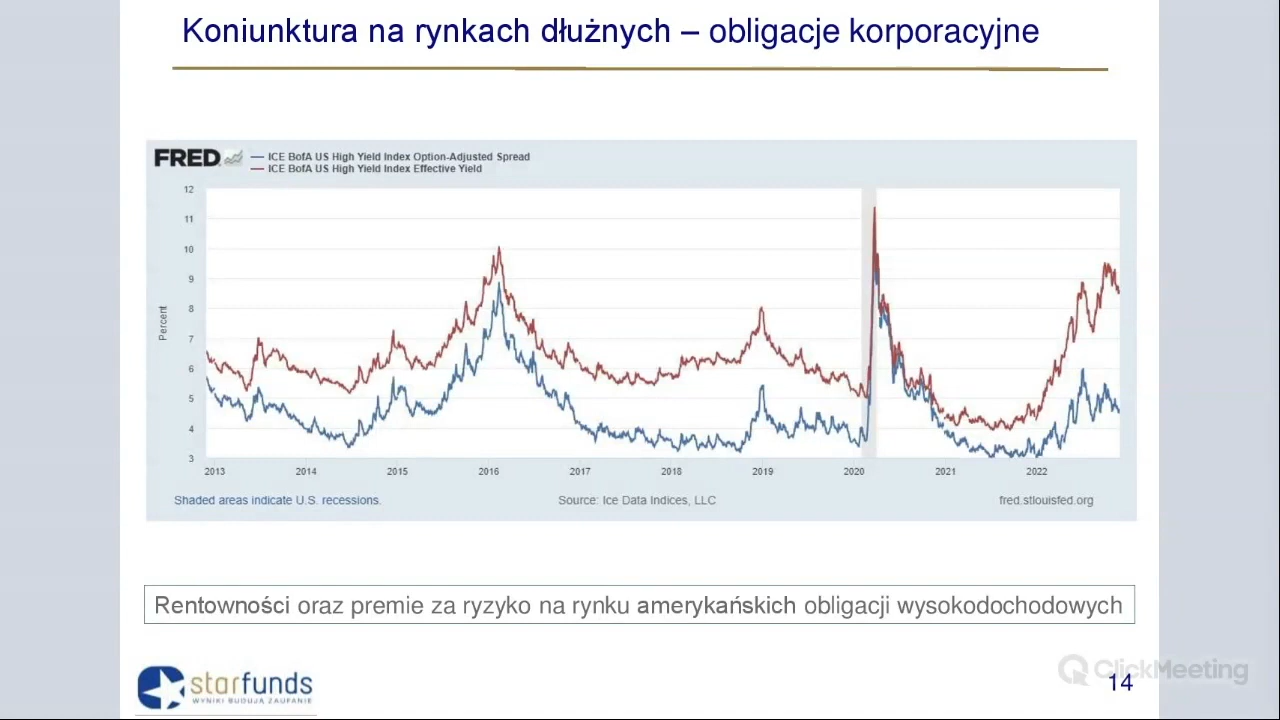 Koniunktura na rynkach dłużnych – obligacje korporacyjne
FRED
ICE BofA US High Yield Index Option-Adjusted Spread
ICE BofA US High Yield Index Effective Yield
12
11
10
9
8
7
6
5
4
3
Percent
2013 2014 2015 2016 2017 2018 2019 2020 2021 2022
Shaded areas indicate U.S. recessions. Source: Ice Data Indices, LLC fred.stlouisfed.org
Rentowności oraz premie za ryzyko na rynku amerykańskich obligacji wysokodochodowych
starfunds
WYNIKI BUDUJĄ ZAUFANIE
ClickMeeting
14